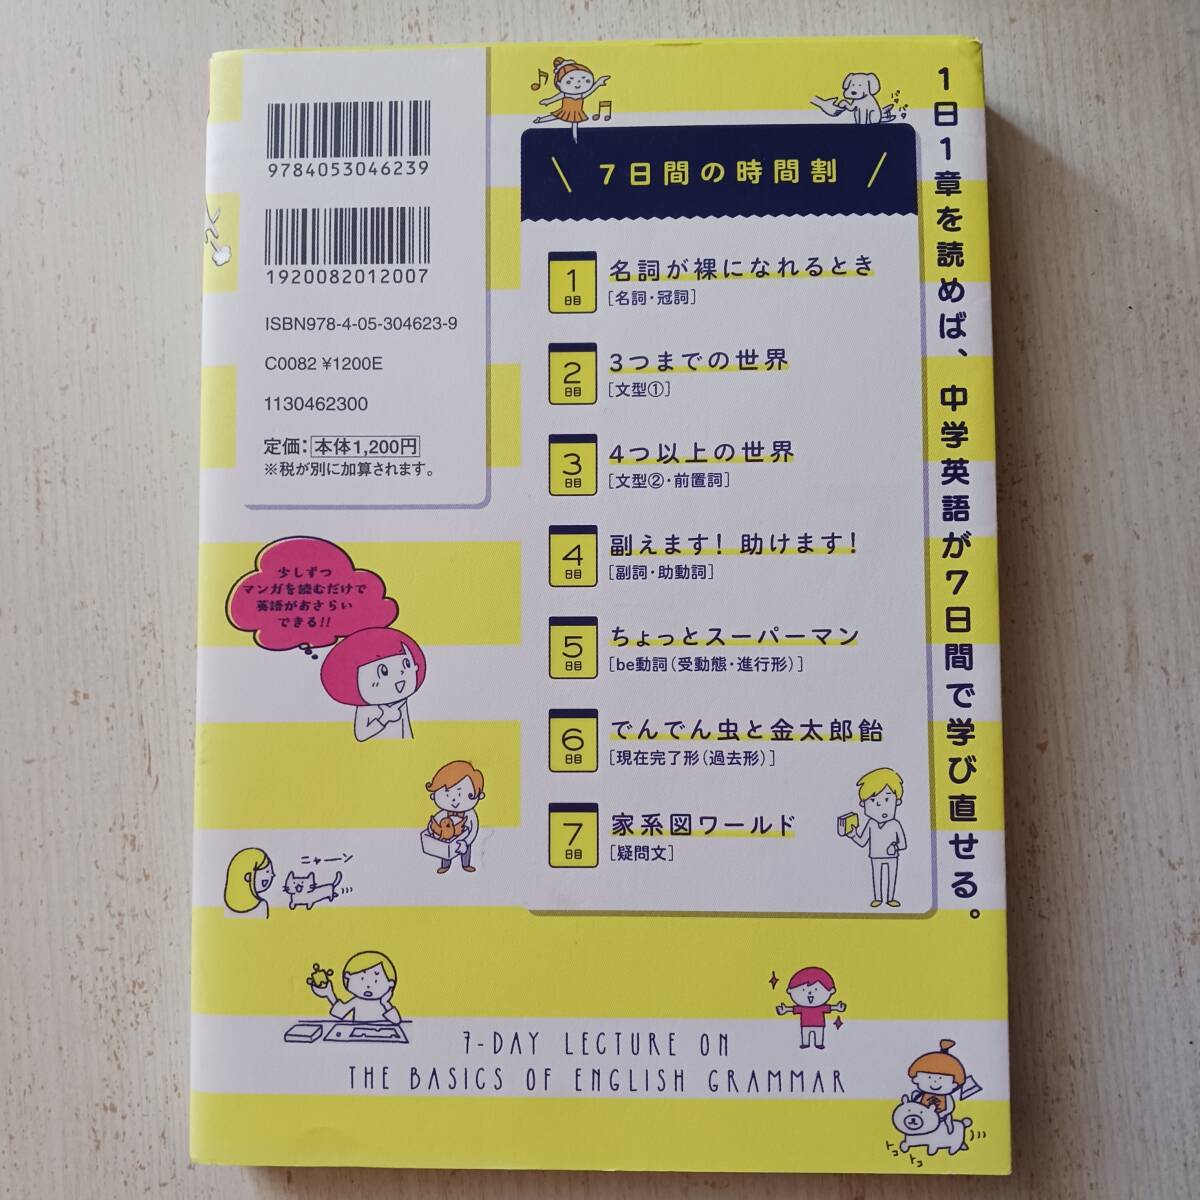 9784053046239
1920082012007
ISBN978-4-05-304623-9
C0082 ¥1200E
1130462300
定価：本体1,200円
※税が別に加算されます。
少しずつ
マンガを読むだけで
英語がおさらい
できる!!
ニャーン
7日間の時間割
1日目
名詞が裸になれるとき
［名詞・冠詞］
2日目
3つまでの世界
［文型①］
3日目
4つ以上の世界
［文型②・前置詞］
4日目
副えます！助けます！
［副詞・助動詞］
5日目
ちょっとスーパーマン
［be動詞（受動態・進行形）］
6日目
でんでん虫と金太郎飴
［現在完了形（過去形）］
7日目
家系図ワールド
［疑問文］
1日1章を読めば、中学英語が7日間で学び直せる。
7-DAY LECTURE ON
THE BASICS OF ENGLISH GRAMMAR
トコ
トコ